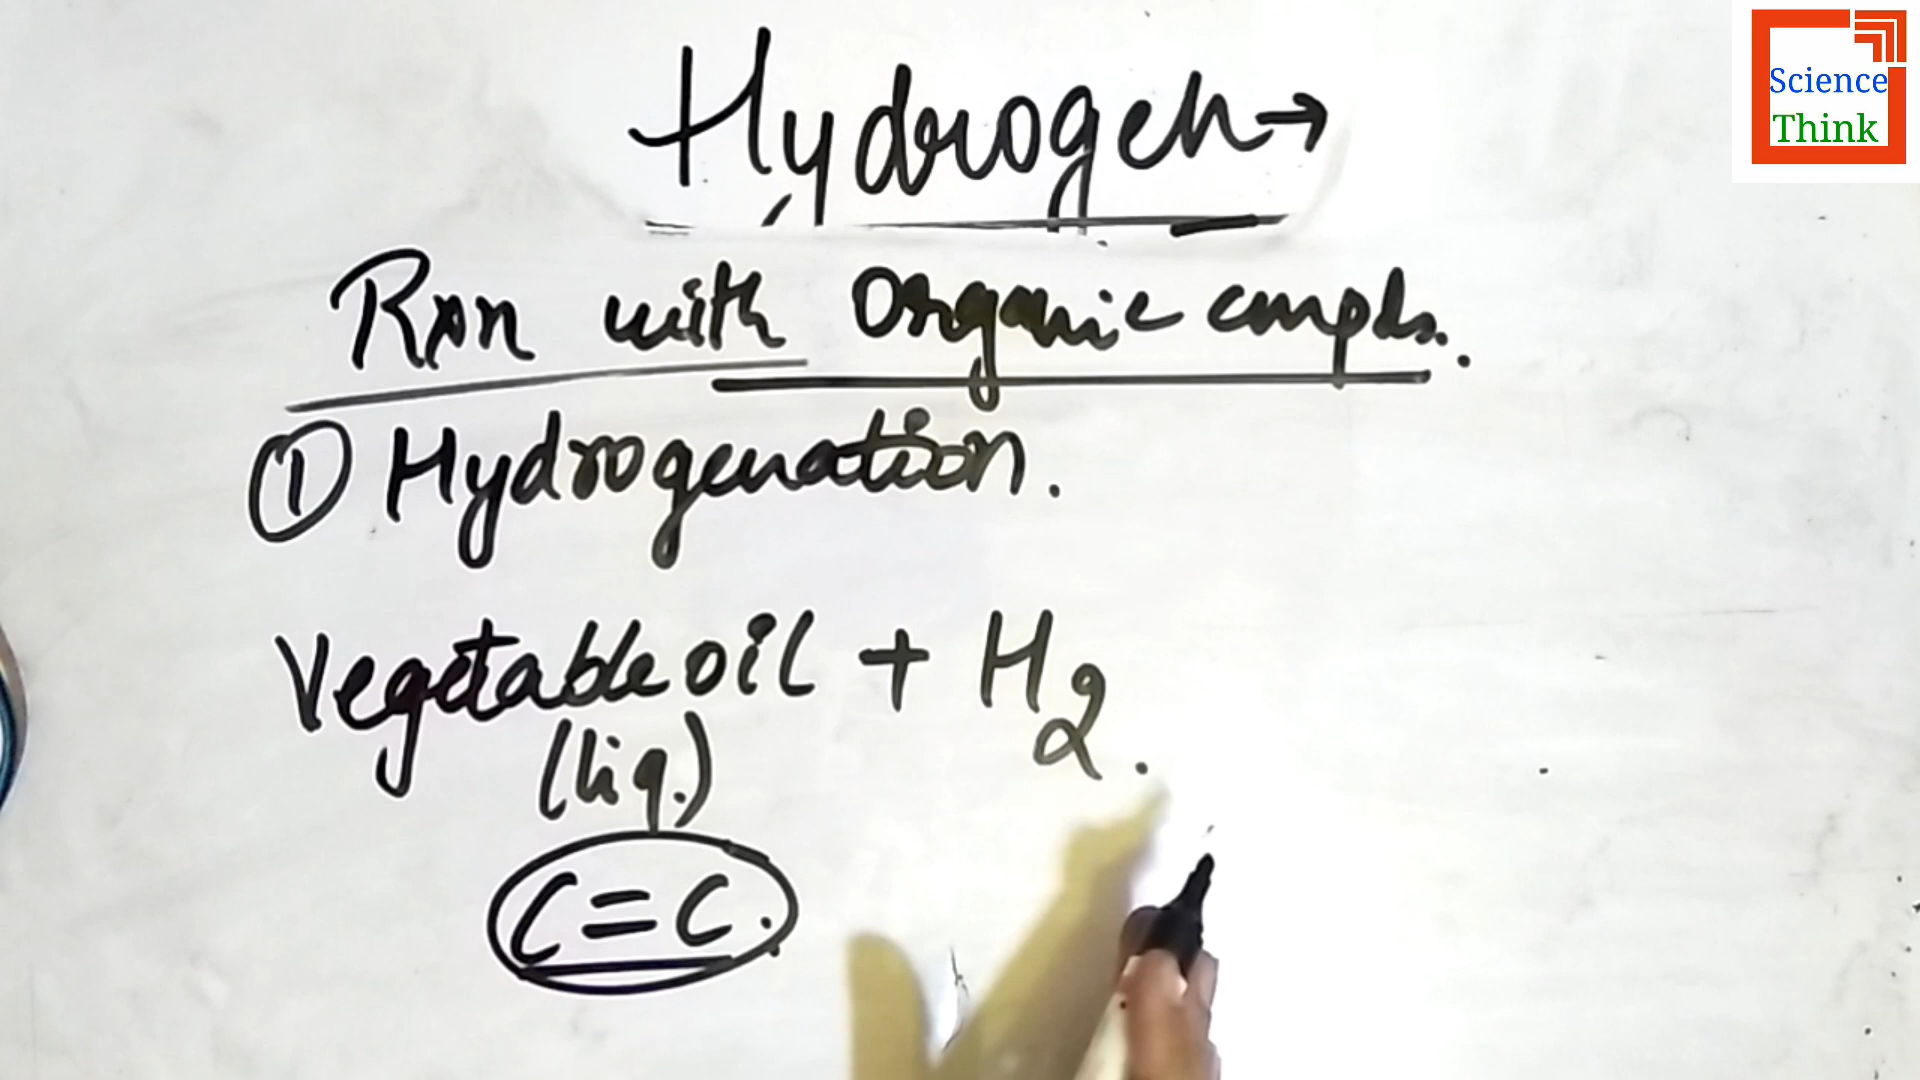 Hydrogen→
Science
Think
Rxn with Organic compds.
① Hydrogenation.
Vegetable oil + H2.
(liq.)
C=C.